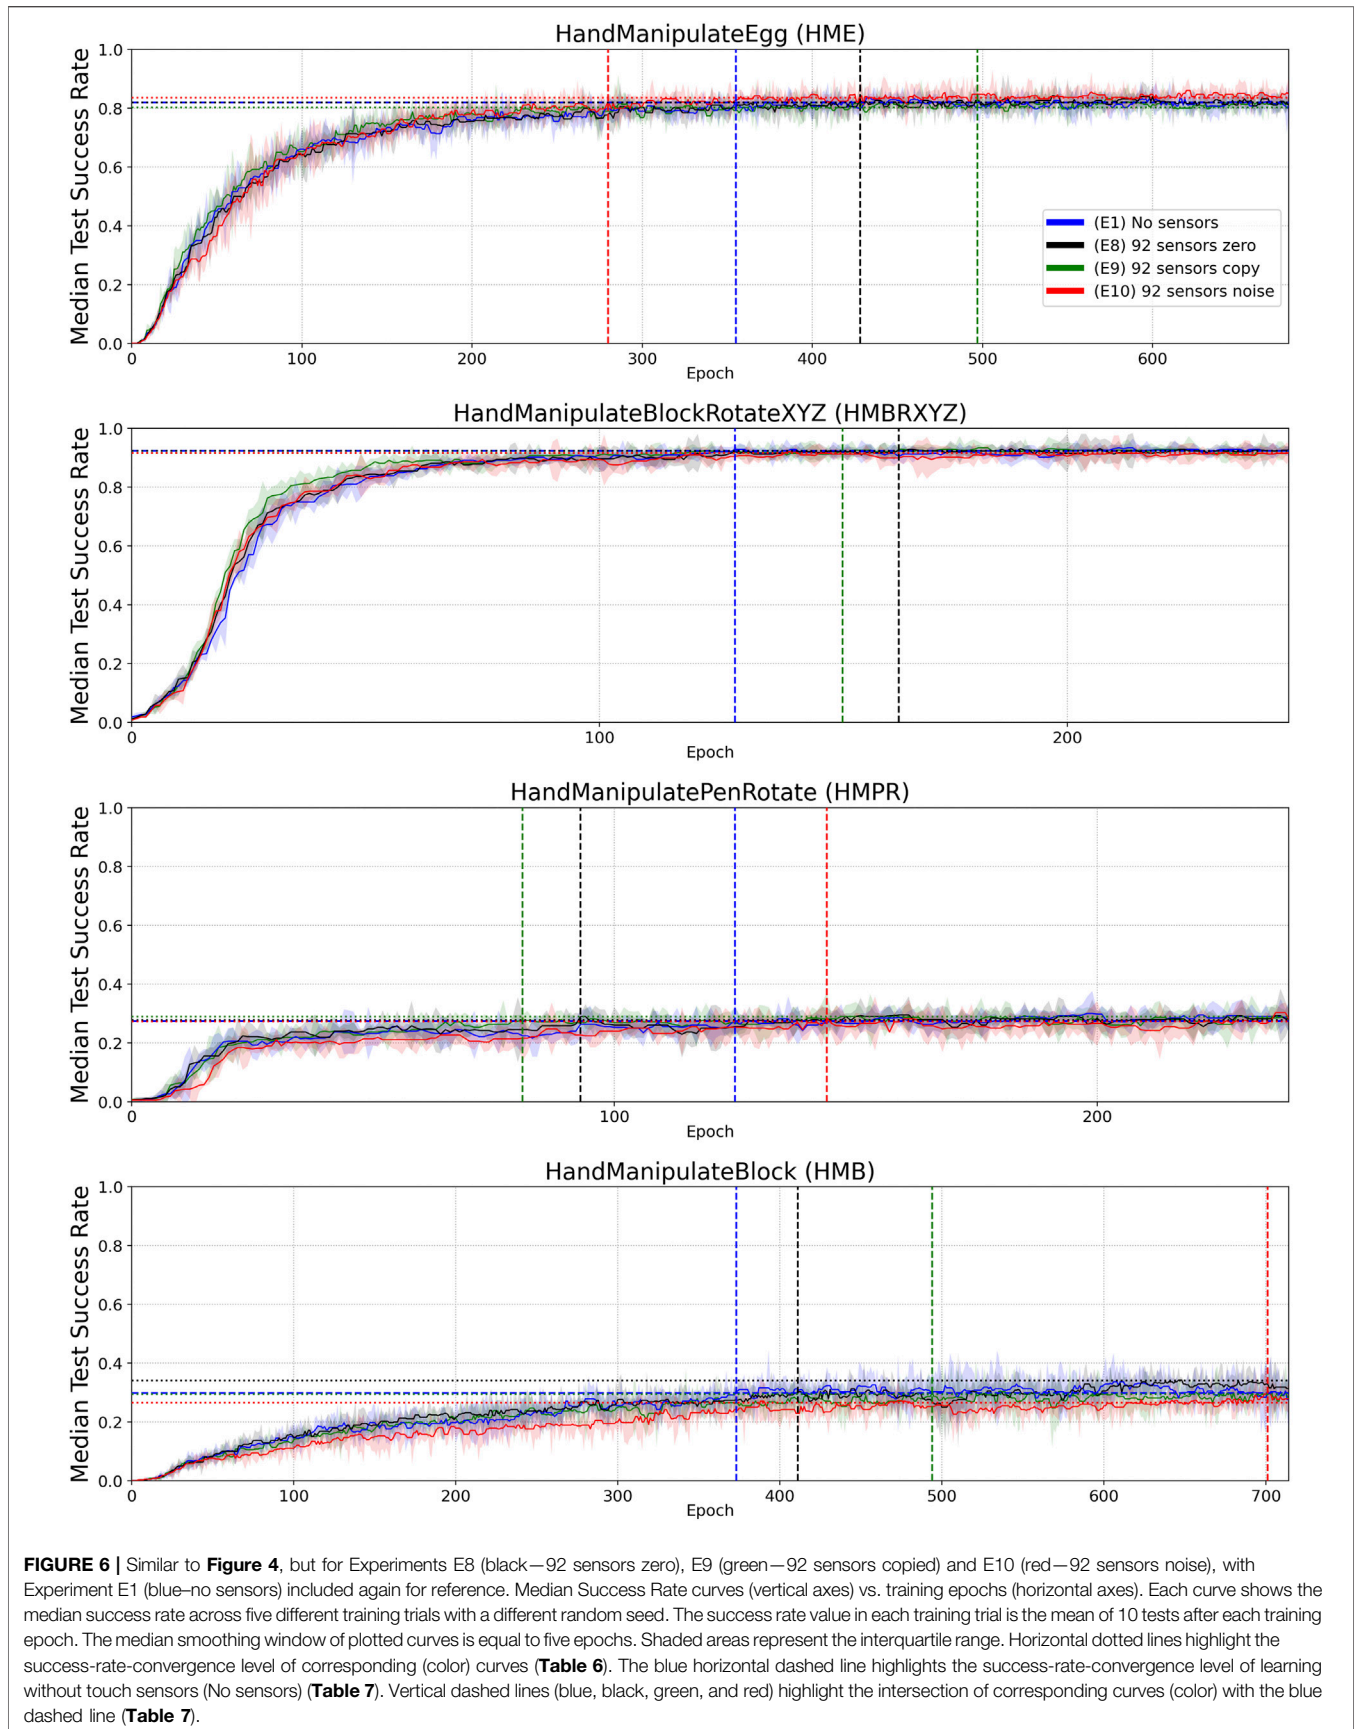 HandManipulateEgg (HME)
Median Test Success Rate
1.0
0.8
0.6
0.4
0.2
0.0
(E1) No sensors
(E8) 92 sensors zero
(E9) 92 sensors copy
(E10) 92 sensors noise
0 100 200 300 400 500 600
Epoch
HandManipulateBlockRotateXYZ (HMBRXYZ)
Median Test Success Rate
1.0
0.8
0.6
0.4
0.2
0.0
0 100 200
Epoch
HandManipulatePenRotate (HMPR)
Median Test Success Rate
1.0
0.8
0.6
0.4
0.2
0.0
0 100 200
Epoch
HandManipulateBlock (HMB)
Median Test Success Rate
1.0
0.8
0.6
0.4
0.2
0.0
0 100 200 300 400 500 600 700
Epoch
FIGURE 6 | Similar to Figure 4, but for Experiments E8 (black—92 sensors zero), E9 (green—92 sensors copied) and E10 (red—92 sensors noise), with
Experiment E1 (blue–no sensors) included again for reference. Median Success Rate curves (vertical axes) vs. training epochs (horizontal axes). Each curve shows the
median success rate across five different training trials with a different random seed. The success rate value in each training trial is the mean of 10 tests after each training
epoch. The median smoothing window of plotted curves is equal to five epochs. Shaded areas represent the interquartile range. Horizontal dotted lines highlight the
success-rate-convergence level of corresponding (color) curves (Table 6). The blue horizontal dashed line highlights the success-rate-convergence level of learning
without touch sensors (No sensors) (Table 7). Vertical dashed lines (blue, black, green, and red) highlight the intersection of corresponding curves (color) with the blue
dashed line (Table 7).